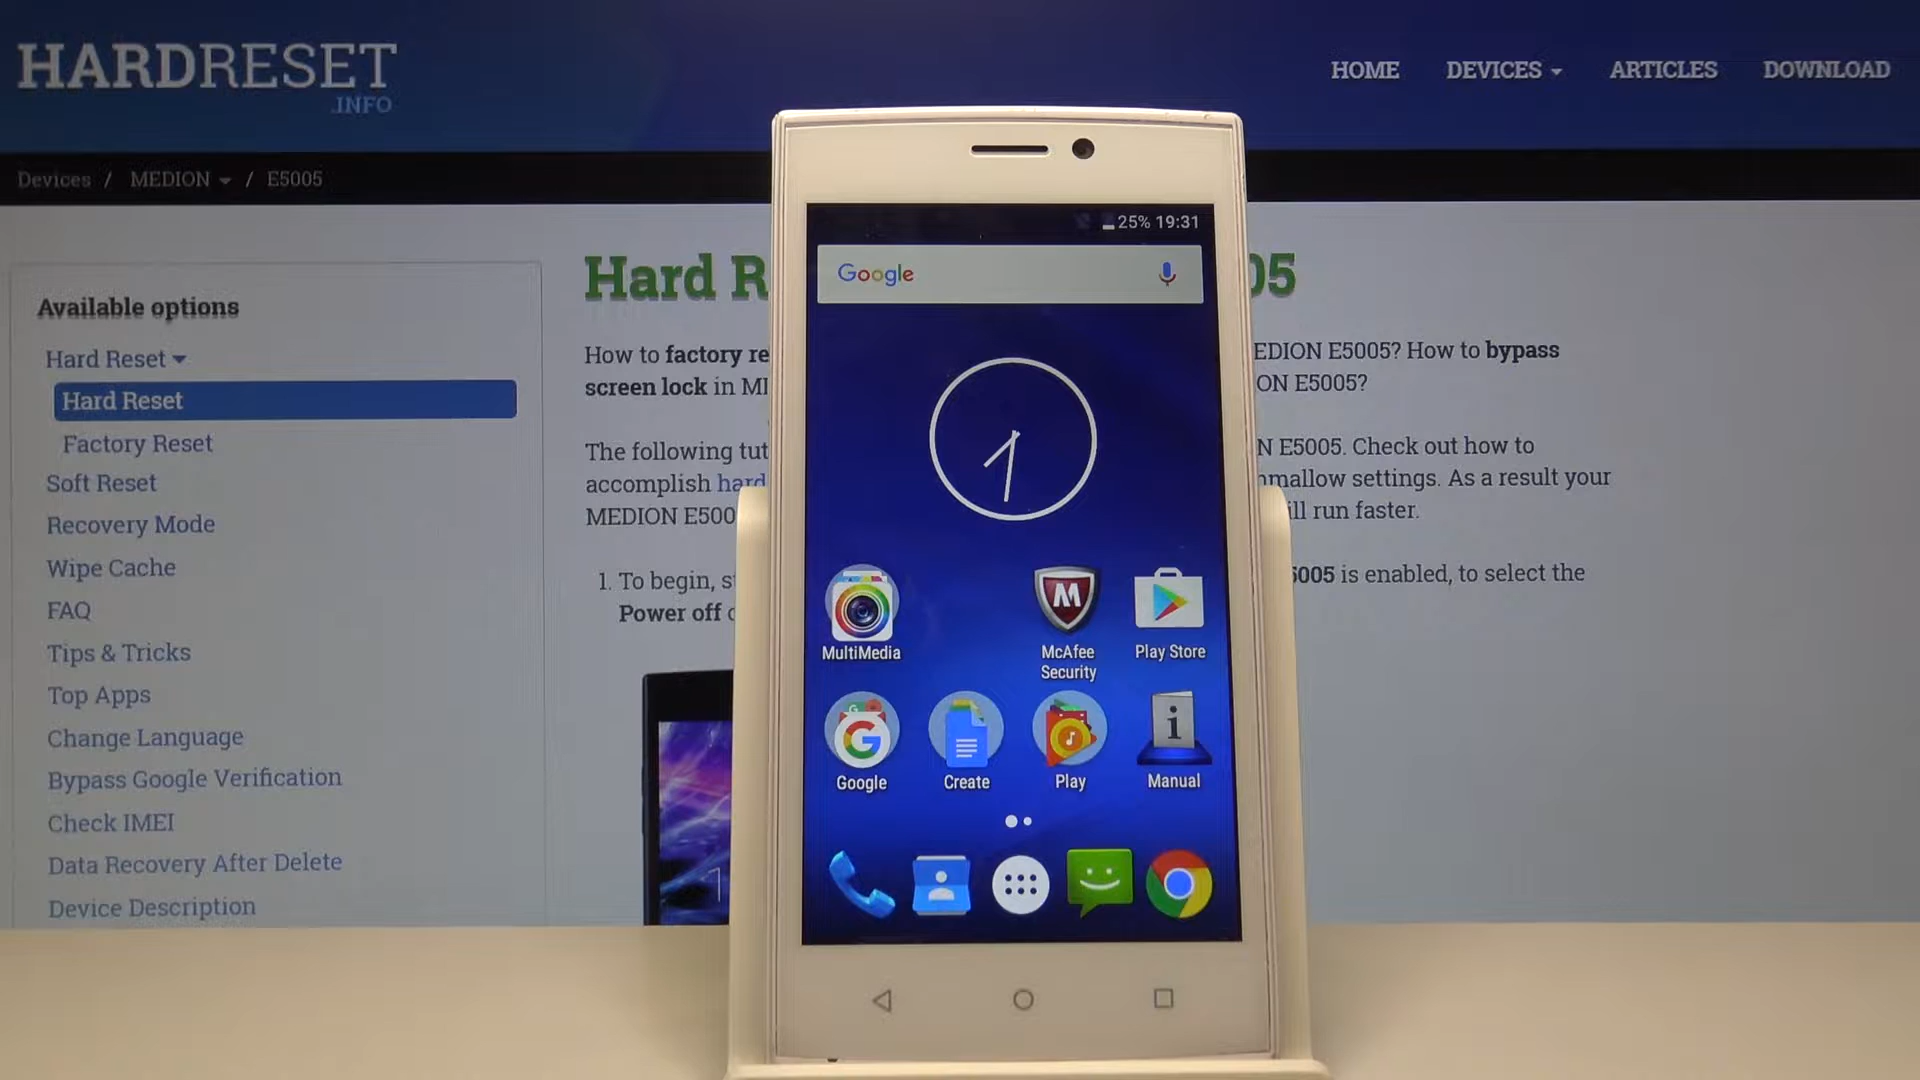 HARDRESET
.INFO
HOME DEVICES ARTICLES DOWNLOAD
Devices / MEDION / E5005
Available options
Hard Reset
Hard Reset
Factory Reset
Soft Reset
Recovery Mode
Wipe Cache
FAQ
Tips & Tricks
Top Apps
Change Language
Bypass Google Verification
Check IMEI
Data Recovery After Delete
Device Description
Hard R
05
How to factory re
EDION E5005? How to bypass
screen lock in MI
ON E5005?
The following tut
N E5005. Check out how to
accomplish hard
mallow settings. As a result your
MEDION E500
ill run faster.
1. To begin, s
5005 is enabled, to select the
Power off
25% 19:31
Google
MultiMedia
McAfee
Security
Play Store
Google
Create
Play
Manual